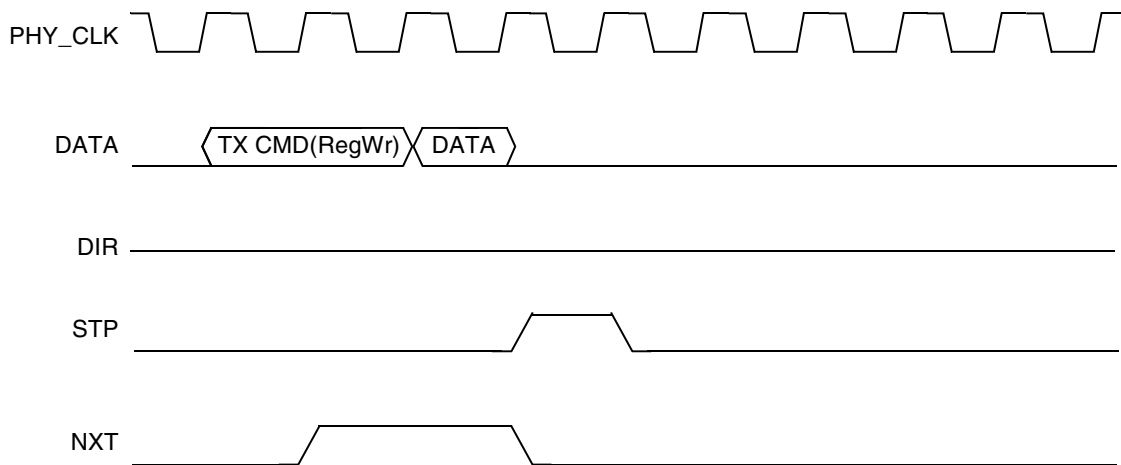 PHY_CLK
DATA
TX CMD(RegWr)
DATA
DIR
STP
NXT